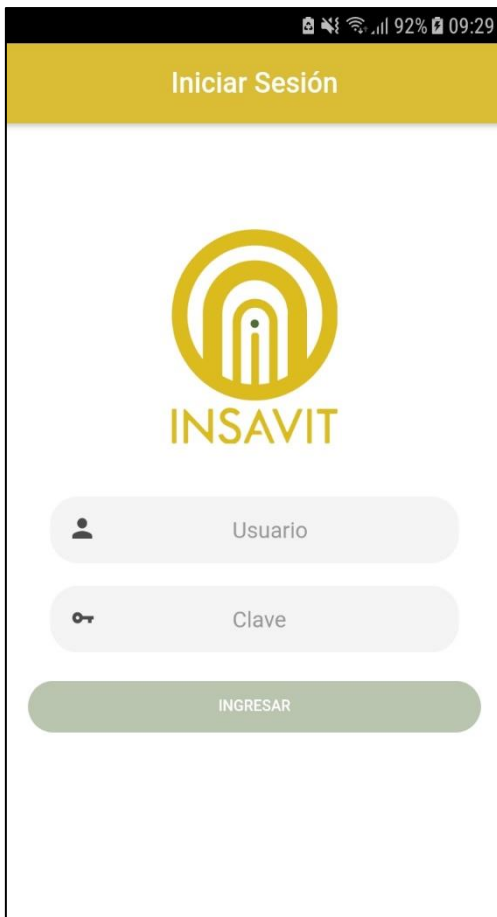 92% 09:29
Iniciar Sesión
INSAVIT
Usuario
Clave
INGRESAR